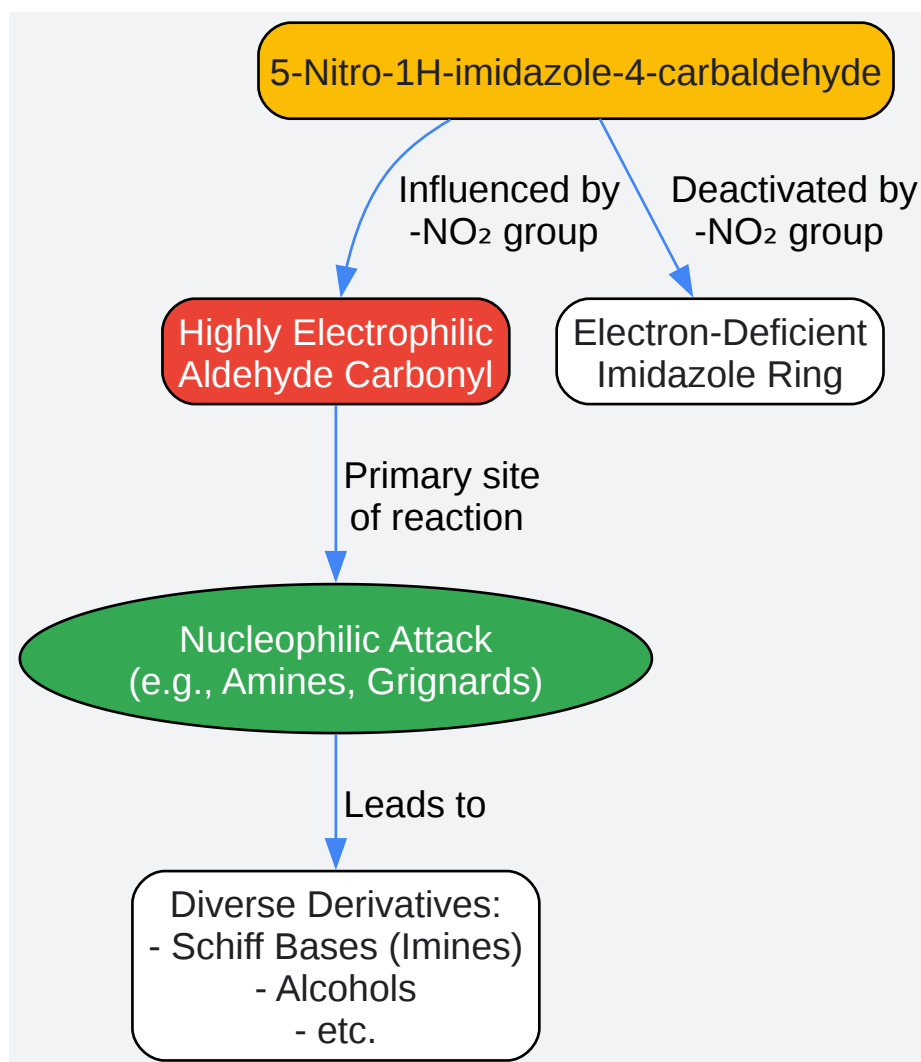 5-Nitro-1H-imidazole-4-carbaldehyde
Influenced by
-NO₂ group
Deactivated by
-NO₂ group
Highly Electrophilic
Aldehyde Carbonyl
Electron-Deficient
Imidazole Ring
Primary site
of reaction
Nucleophilic Attack
(e.g., Amines, Grignards)
Leads to
Diverse Derivatives:
- Schiff Bases (Imines)
- Alcohols
- etc.